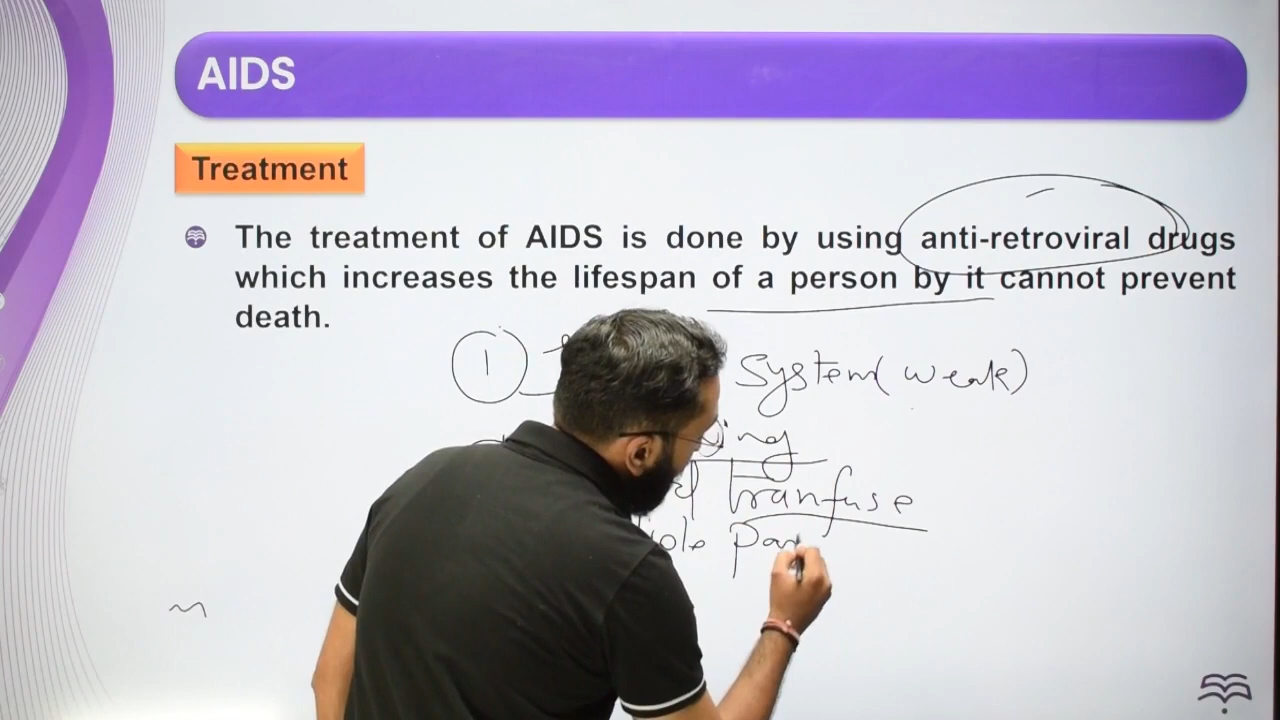 AIDS
Treatment
The treatment of AIDS is done by using anti-retroviral drugs
which increases the lifespan of a person by it cannot prevent
death.
1 System (weak)
tranfuse